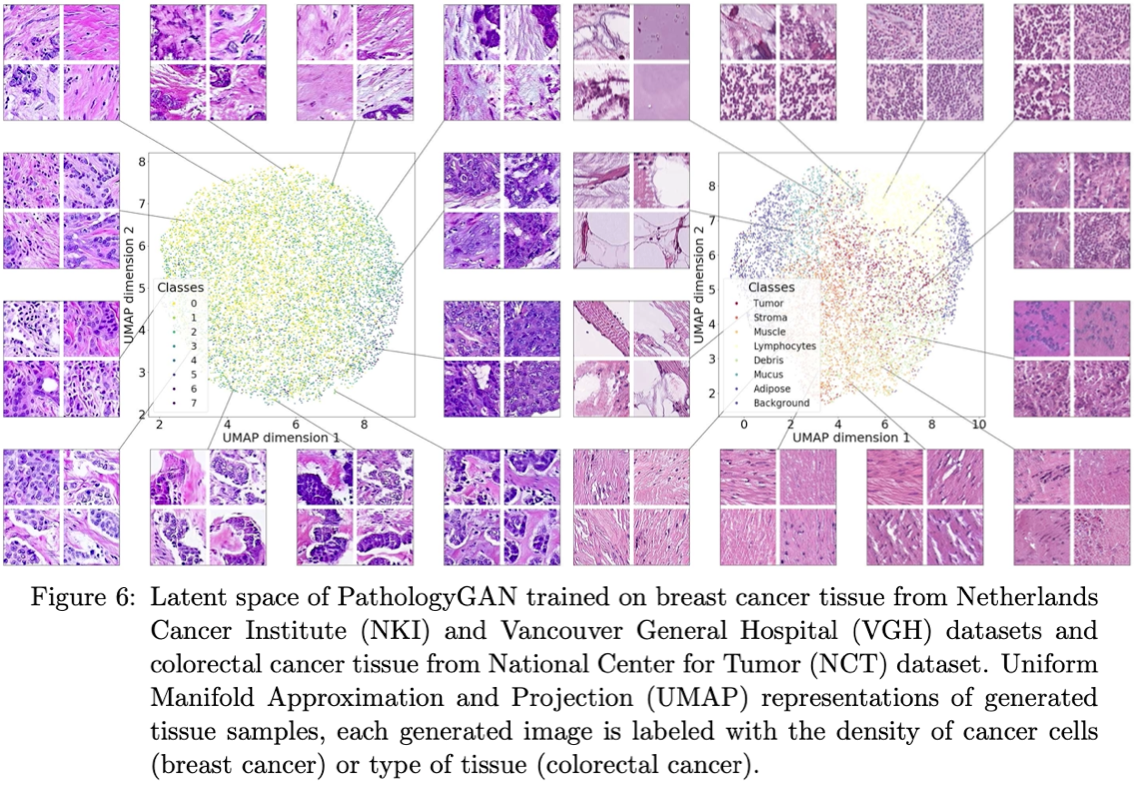 8
7
6
5
4
3
2
UMAP dimension 2
Classes
0
1
2
3
4
5
6
7
2 4 6 8
UMAP dimension 1
8
7
6
5
4
3
2
UMAP dimension 2
Classes
Tumor
Stroma
Muscle
Lymphocytes
Debris
Mucus
Adipose
Background
0 2 4 6 8 10
UMAP dimension 1
Figure 6: Latent space of PathologyGAN trained on breast cancer tissue from Netherlands
Cancer Institute (NKI) and Vancouver General Hospital (VGH) datasets and
colorectal cancer tissue from National Center for Tumor (NCT) dataset. Uniform
Manifold Approximation and Projection (UMAP) representations of generated
tissue samples, each generated image is labeled with the density of cancer cells
(breast cancer) or type of tissue (colorectal cancer).